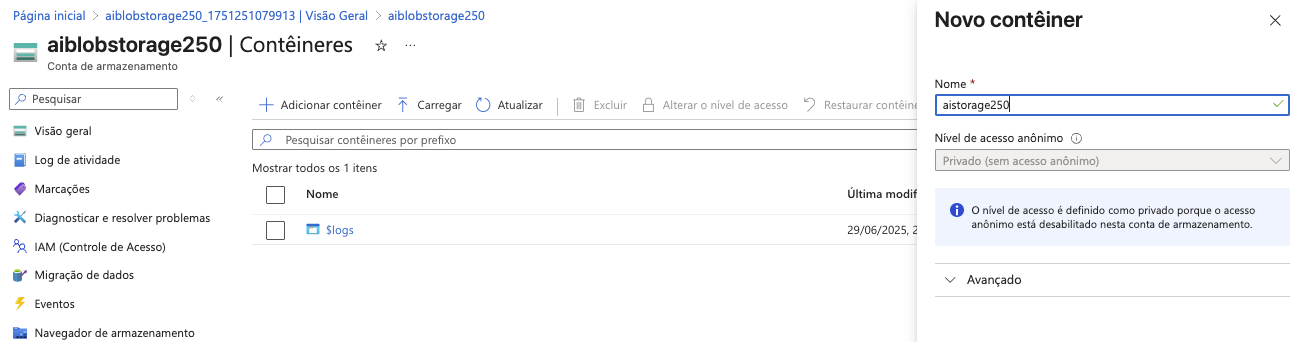 Página inicial > aiblobstorage250_1751251079913 | Visão Geral > aiblobstorage250
aiblobstorage250 | Contêineres
Conta de armazenamento
Pesquisar
Visão geral
Log de atividade
Marcações
Diagnosticar e resolver problemas
IAM (Controle de Acesso)
Migração de dados
Eventos
Navegador de armazenamento
Adicionar contêiner Carregar Atualizar Excluir Alterar o nível de acesso Restaurar contêine
Pesquisar contêineres por prefixo
Mostrar todos os 1 itens
Nome Última modif
$logs 29/06/2025, 2
Novo contêiner
Nome *
aistorage250
Nível de acesso anônimo
Privado (sem acesso anônimo)
O nível de acesso é definido como privado porque o acesso
anônimo está desabilitado nesta conta de armazenamento.
Avançado